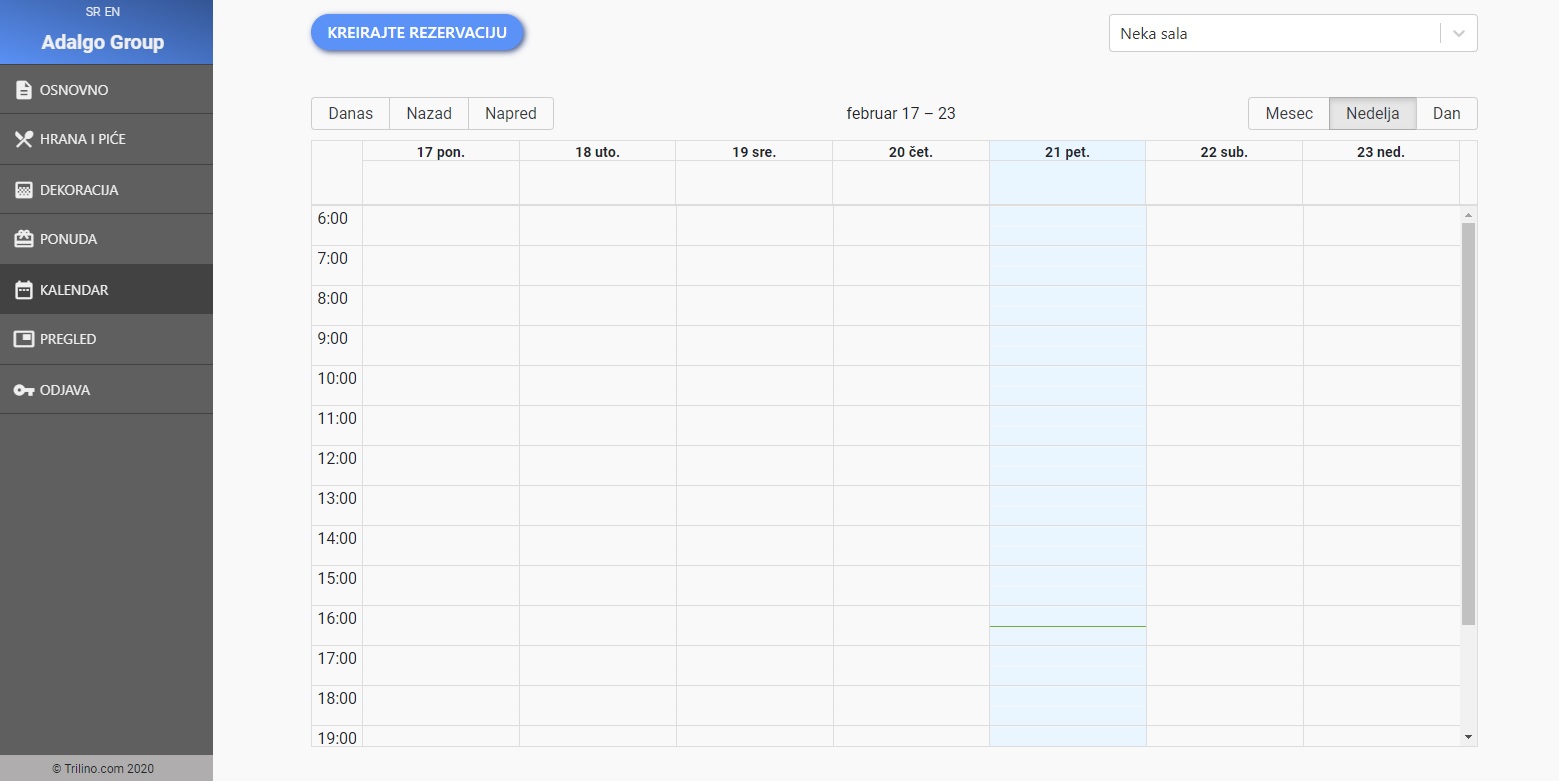 SR EN
Adalgo Group
OSNOVNO
HRANA I PIĆE
DEKORACIJA
PONUDA
KALENDAR
PREGLED
ODJAVA
© Trilino.com 2020
KREIRAJTE REZERVACIJU
Neka sala
Danas Nazad Napred
februar 17 – 23
Mesec Nedelja Dan
17 pon. 18 uto. 19 sre. 20 čet. 21 pet. 22 sub. 23 ned.
6:00
7:00
8:00
9:00
10:00
11:00
12:00
13:00
14:00
15:00
16:00
17:00
18:00
19:00